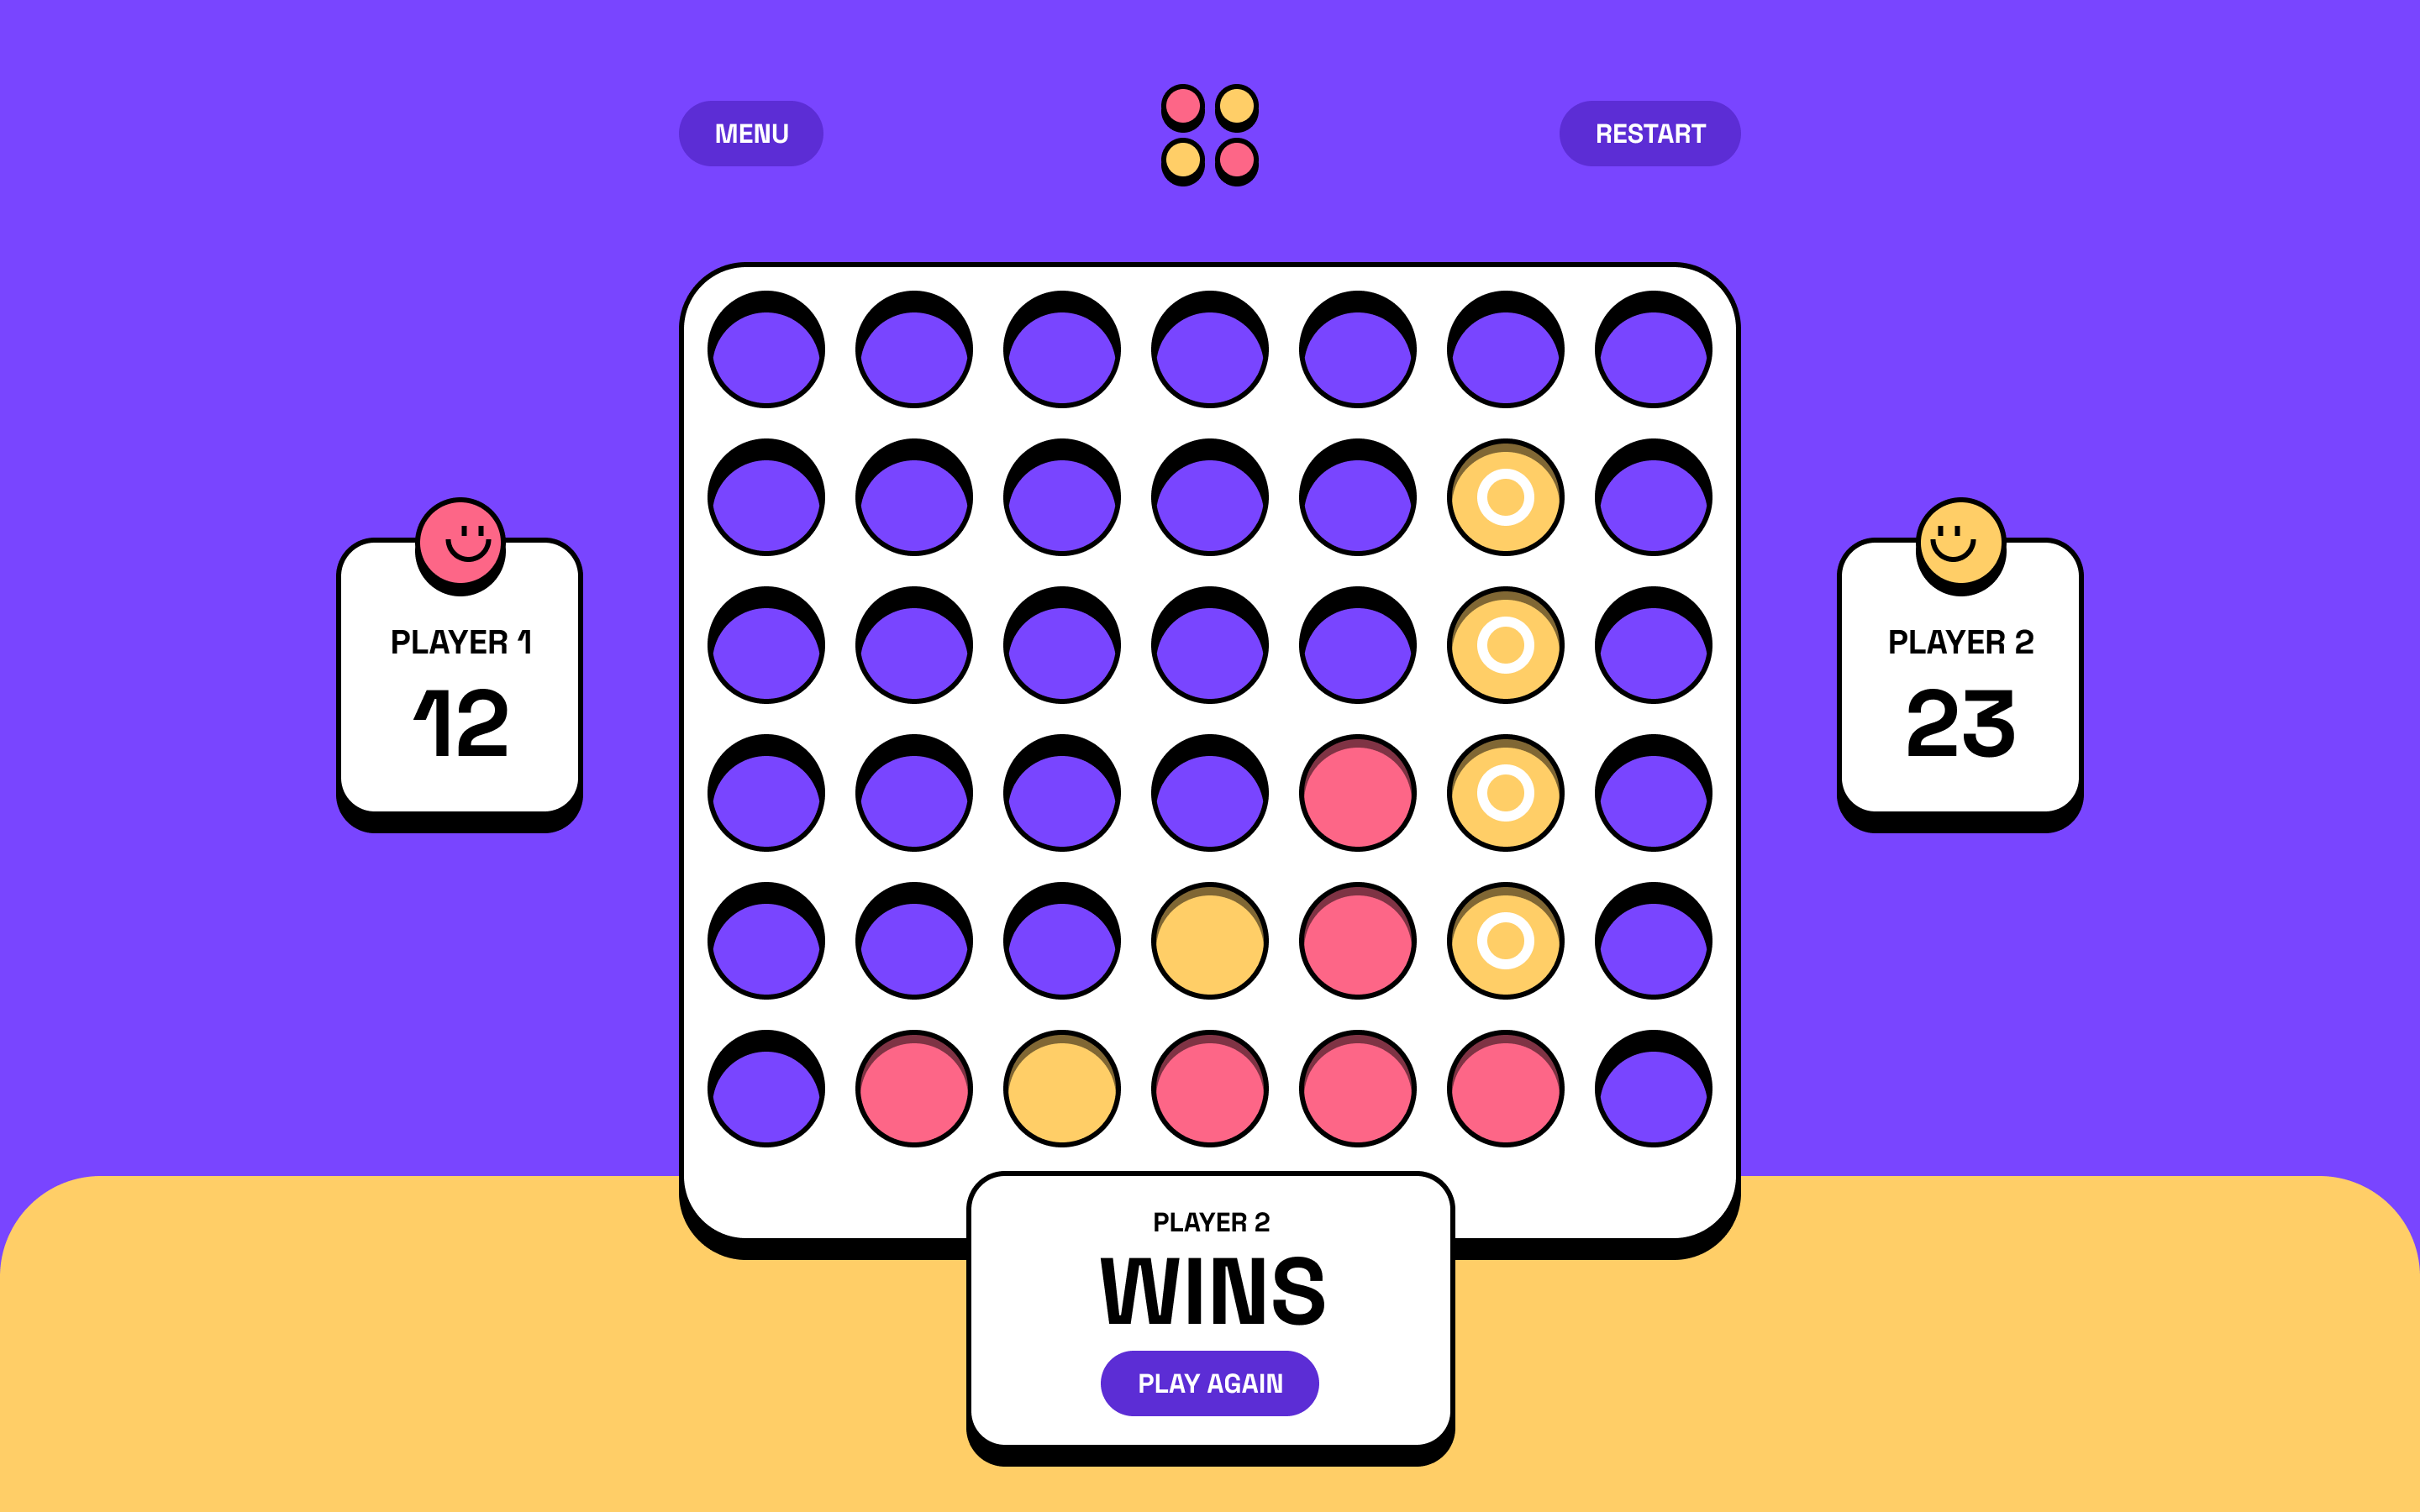 MENU
RESTART
PLAYER 1
12
PLAYER 2
23
PLAYER 2
WINS
PLAY AGAIN